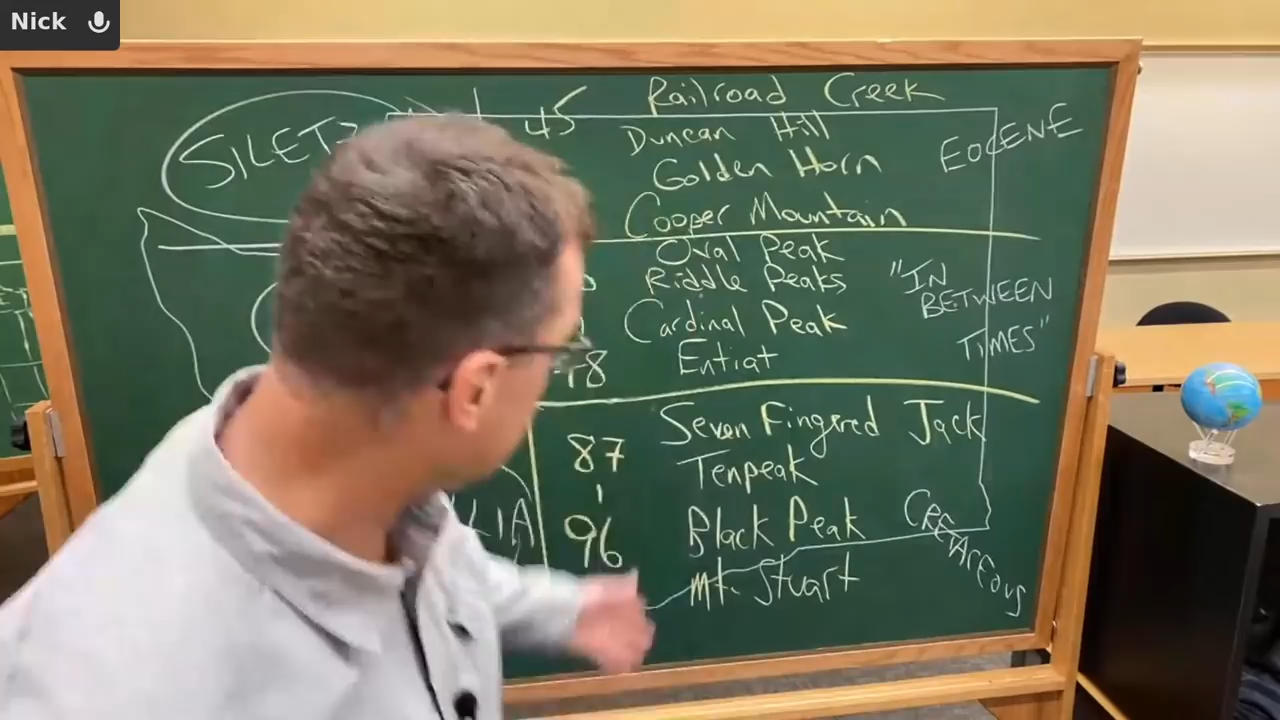 Nick
Railroad Creek
45
Duncan Hill
EOCENE
Golden Horn
Cooper Mountain
Oval Peak
"IN
Riddle Peaks
BETWEEN
Cardinal Peak
TIMES"
78
Entiat
Seven Fingered Jack
87
Tenpeak
96
Black Peak
CRETACEOUS
Mt. Stuart